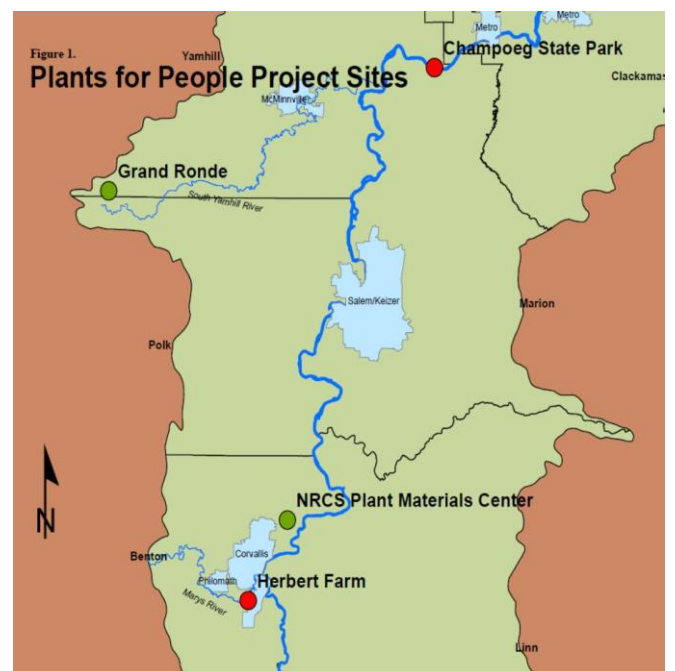 Metro
Metro
Figure 1.
Yamhill
Champoeg State Park
Plants for People Project Sites
Clackamas
McMinnville
Grand Ronde
South Yamhill River
Salem/Keizer
Marion
Polk
NRCS Plant Materials Center
N
Benton
Corvallis
Philomath
Herbert Farm
Marys River
Linn